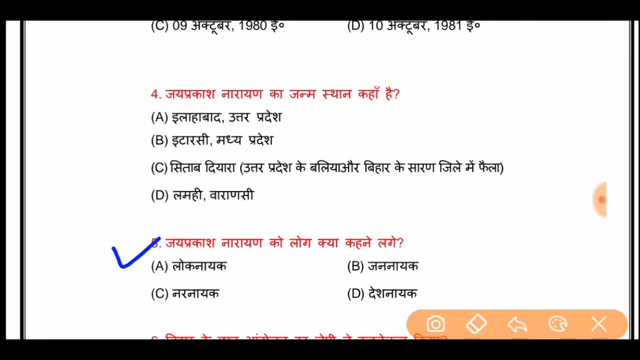 (C) 09 अक्टूबर, 1980 ई० (D) 10 अक्टूबर, 1981 ई०
4. जयप्रकाश नारायण का जन्म स्थान कहाँ है?
(A) इलाहाबाद, उत्तर प्रदेश
(B) इटारसी, मध्य प्रदेश
(C) सिताब दियारा (उत्तर प्रदेश के बलियाऔर बिहार के सारण जिले में फैला)
(D) लमही, वाराणसी
5. जयप्रकाश नारायण को लोग क्या कहने लगे?
(A) लोकनायक (B) जननायक
(C) नरनायक (D) देशनायक